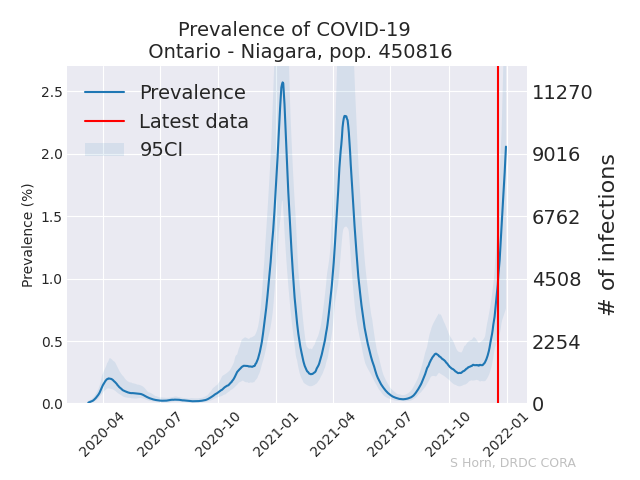 Prevalence of COVID-19
Ontario - Niagara, pop. 450816
Prevalence
Latest data
95CI
Prevalence (%)
2.5
2.0
1.5
1.0
0.5
0.0
11270
9016
6762
4508
2254
0
# of infections
2020-04
2020-07
2020-10
2021-01
2021-04
2021-07
2021-10
2022-01
S Horn, DRDC CORA